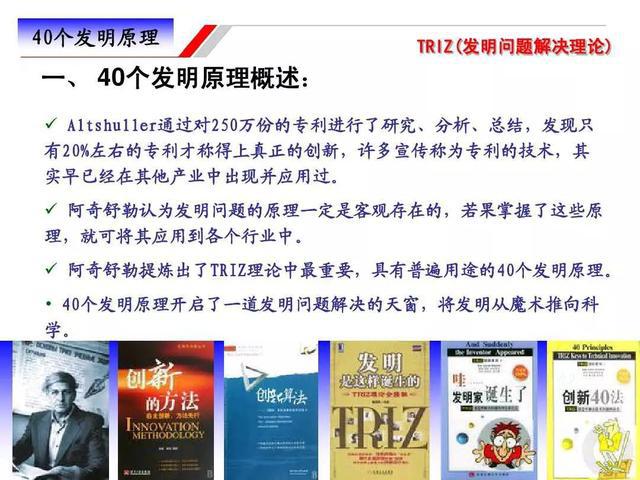 40个发明原理
TRIZ(发明问题解决理论)
一、 40个发明原理概述：
✓ Altshuller通过对250万份的专利进行了研究、分析、总结，发现只
有20%左右的专利才称得上真正的创新，许多宣传称为专利的技术，其
实早已经在其他产业中出现并应用过。
✓ 阿奇舒勒认为发明问题的原理一定是客观存在的，若果掌握了这些原
理，就可将其应用到各个行业中。
✓ 阿奇舒勒提炼出了TRIZ理论中最重要，具有普遍用途的40个发明原理。
• 40个发明原理开启了一道发明问题解决的天窗，将发明从魔术推向科
学。
创新
的方法
INNOVATION
METHODOLOGY
创新算法
发明
是这样诞生的
TRIZ理论全接触
TRIZ
And Suddenly
the Inventor Appeared
哇…
发明家诞生了
40 Principles
TRIZ Keys to Technical Innovation
创新40法